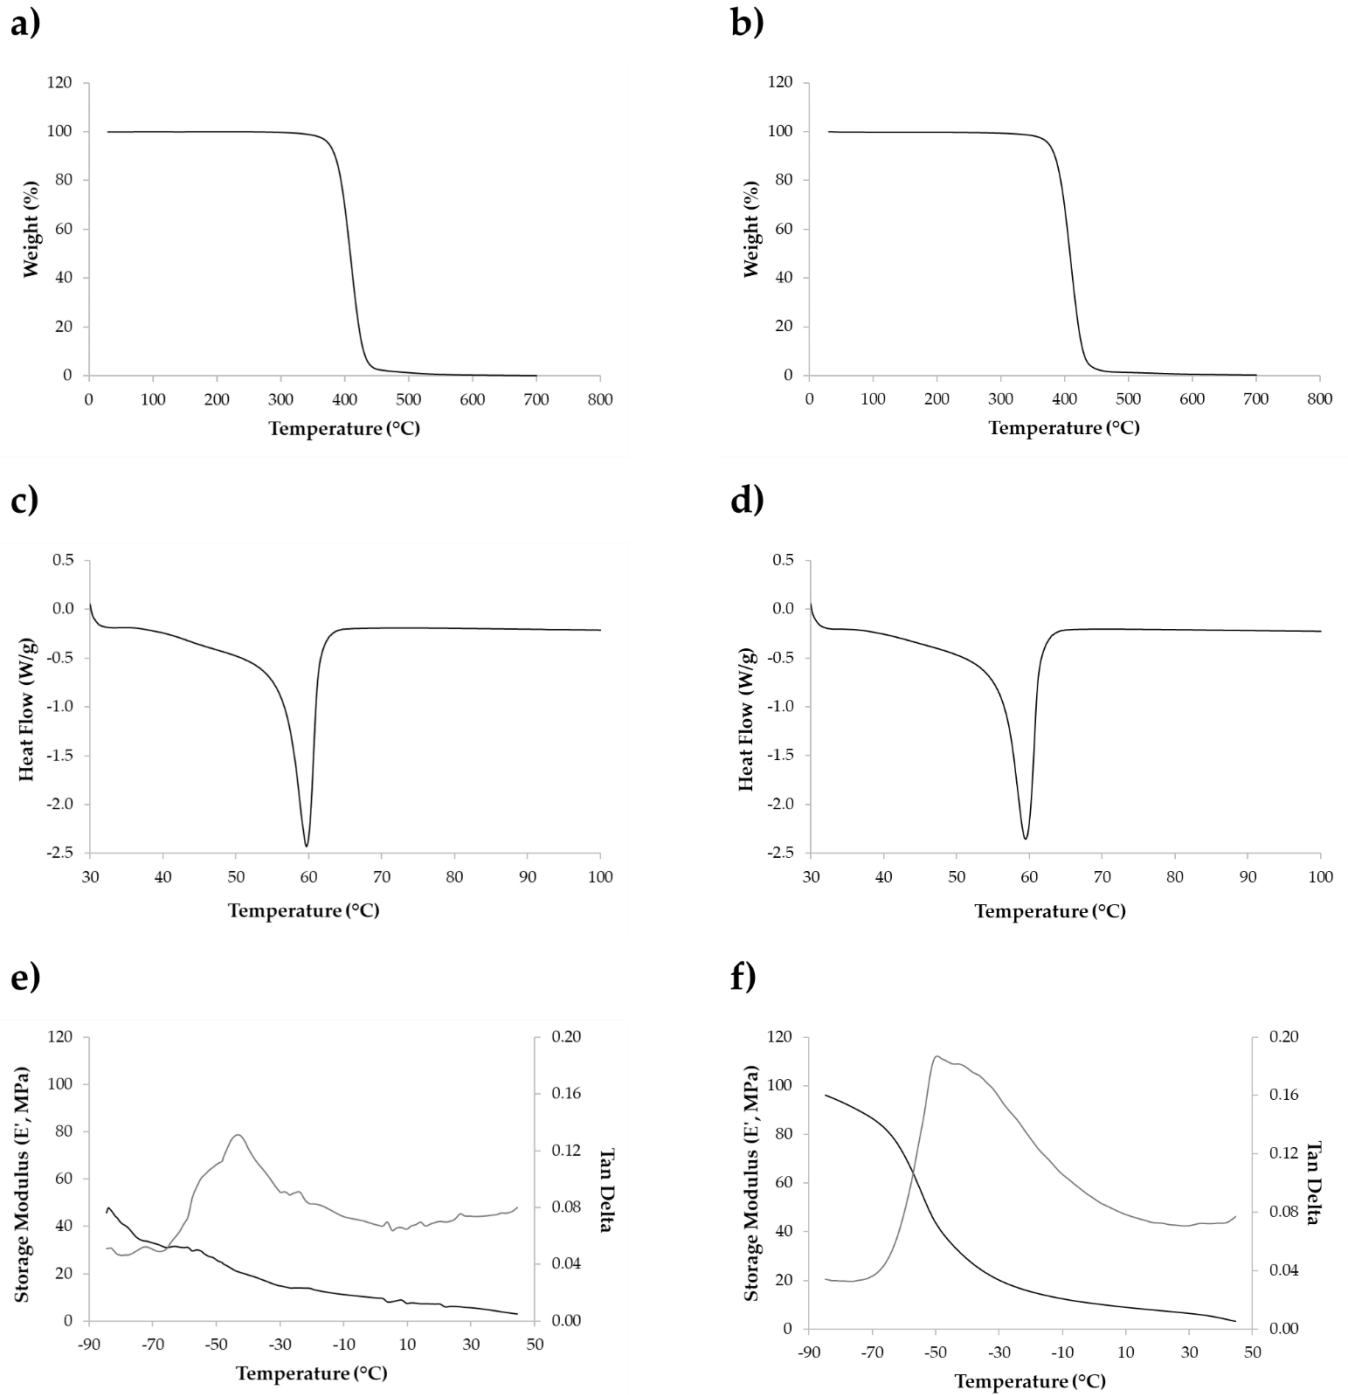 a)
120
100
80
60
40
20
0
Weight (%)
0 100 200 300 400 500 600 700 800
Temperature (°C)
b)
120
100
80
60
40
20
0
Weight (%)
0 100 200 300 400 500 600 700 800
Temperature (°C)
c)
0.5
0.0
-0.5
-1.0
-1.5
-2.0
-2.5
Heat Flow (W/g)
30 40 50 60 70 80 90 100
Temperature (°C)
d)
0.5
0.0
-0.5
-1.0
-1.5
-2.0
-2.5
Heat Flow (W/g)
30 40 50 60 70 80 90 100
Temperature (°C)
e)
120
100
80
60
40
20
0
Storage Modulus (E', MPa)
0.20
0.16
0.12
0.08
0.04
0.00
Tan Delta
-90 -70 -50 -30 -10 10 30 50
Temperature (°C)
f)
120
100
80
60
40
20
0
Storage Modulus (E', MPa)
0.20
0.16
0.12
0.08
0.04
0.00
Tan Delta
-90 -70 -50 -30 -10 10 30 50
Temperature (°C)